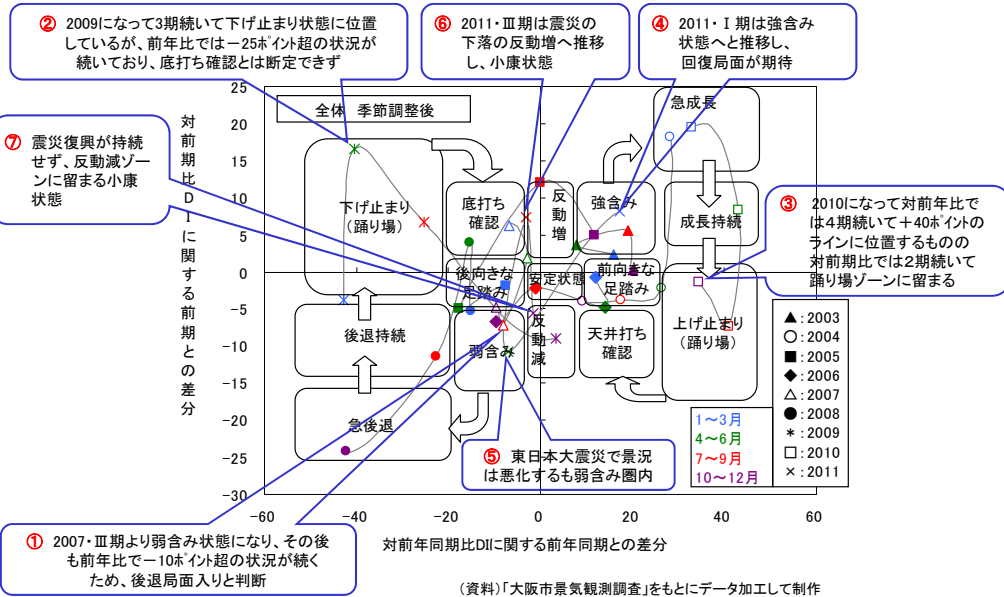 ② 2009になって3期続いて下げ止まり状態に位置
しているが、前年比では－25ﾎﾟｲﾝﾄ超の状況が
続いており、底打ち確認とは断定できず
⑥ 2011・Ⅲ期は震災の
下落の反動増へ推移
し、小康状態
④ 2011・Ⅰ期は強含み
状態へと推移し、
回復局面が期待
⑦ 震災復興が持続
せず、反動減ゾー
ンに留まる小康
状態
③ 2010になって対前年比で
は4期続いて＋40ﾎﾟｲﾝﾄの
ラインに位置するものの
対前期比では2期続いて
踊り場ゾーンに留まる
対前期比DIに関する前期との差分
25
20
15
10
5
0
－5
－10
－15
－20
－25
－30
全体 季節調整後
急成長
下げ止まり
(踊り場)
底打ち
確認
反動増
強含み
成長持続
後向きな
足踏み
安定状態
前向きな
足踏み
後退持続
弱含み
反動減
天井打ち
確認
上げ止まり
(踊り場)
急後退
1～3月
4～6月
7～9月
10～12月
▲：2003
○：2004
■：2005
◆：2006
△：2007
●：2008
＊：2009
□：2010
×：2011
⑤ 東日本大震災で景況
は悪化するも弱含み圏内
－60
－40
－20
0
20
40
60
対前年同期比DIに関する前年同期との差分
① 2007・Ⅲ期より弱含み状態になり、その後
も前年比で－10ﾎﾟｲﾝﾄ超の状況が続く
ため、後退局面入りと判断
(資料)「大阪市景気観測調査」をもとにデータ加工して制作